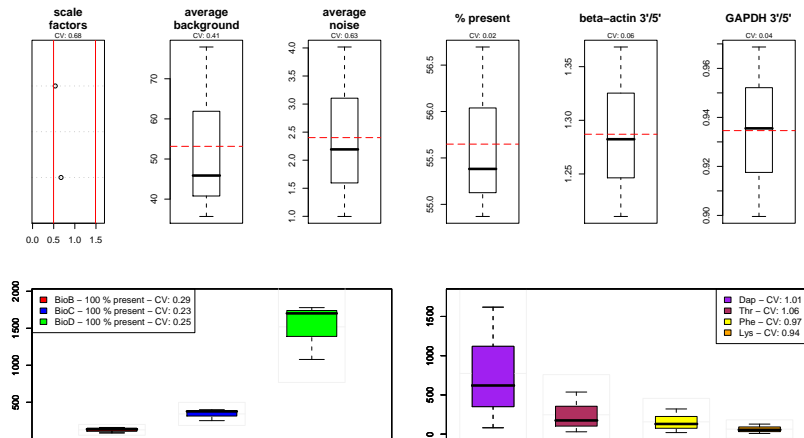 scale
factors
CV: 0.68
0.0 0.5 1.0 1.5
average
background
CV: 0.41
70
60
50
40
average
noise
CV: 0.63
4.0
3.5
3.0
2.5
2.0
1.5
1.0
% present
CV: 0.02
56.5
56.0
55.5
55.0
beta−actin 3'/5'
CV: 0.06
1.35
1.30
1.25
GAPDH 3'/5'
CV: 0.04
0.96
0.94
0.92
0.90
2000
1500
1000
500
BioB − 100 % present − CV: 0.29
BioC − 100 % present − CV: 0.23
BioD − 100 % present − CV: 0.25
1500
1000
500
0
Dap − CV: 1.01
Thr − CV: 1.06
Phe − CV: 0.97
Lys − CV: 0.94